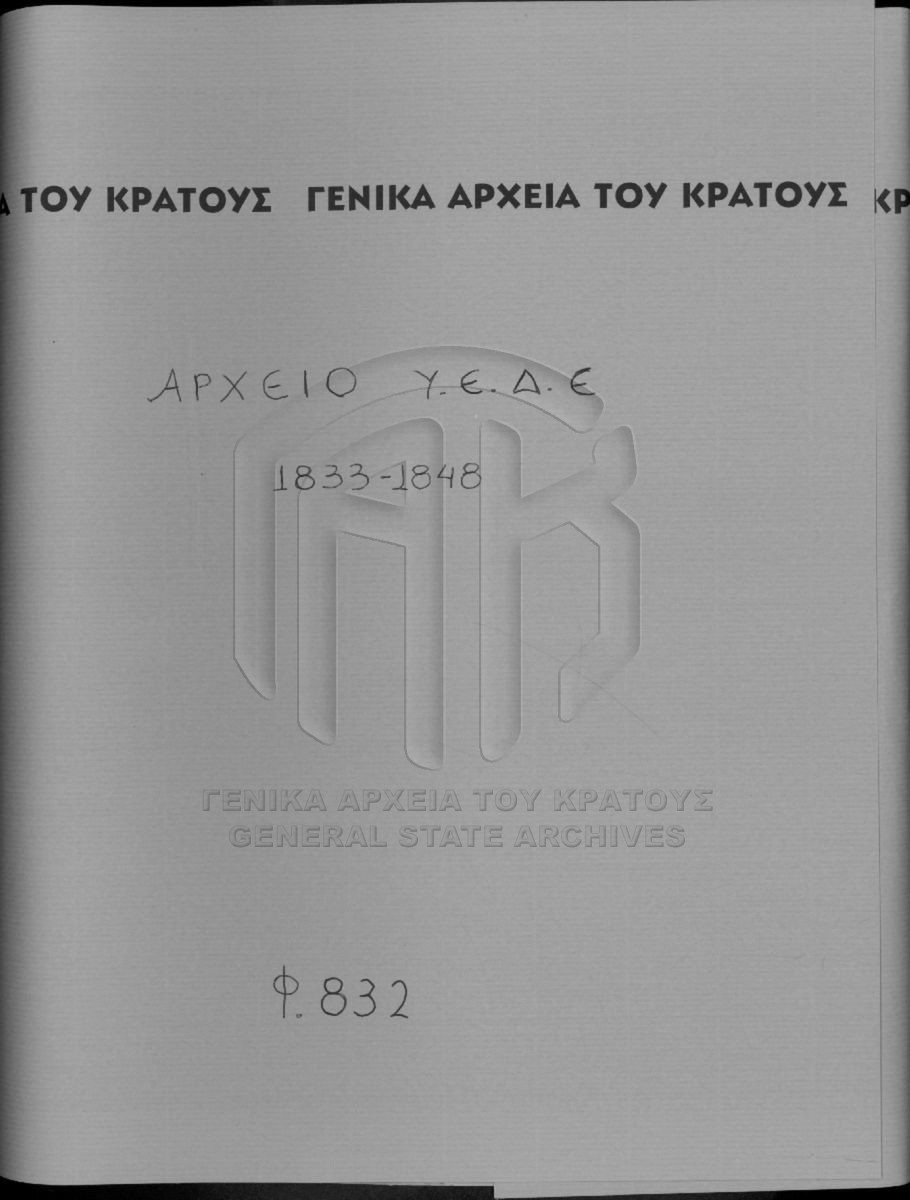 Α ΤΟΥ ΚΡΑΤΟΥΣ ΓΕΝΙΚΑ ΑΡΧΕΙΑ ΤΟΥ ΚΡΑΤΟΥΣ ΚΡ
ΑΡΧΕΙΟ Υ.Ε.Δ.Ε
1833-1848
ΓΕΝΙΚΑ ΑΡΧΕΙΑ ΤΟΥ ΚΡΑΤΟΥΣ
GENERAL STATE ARCHIVES
Φ. 832